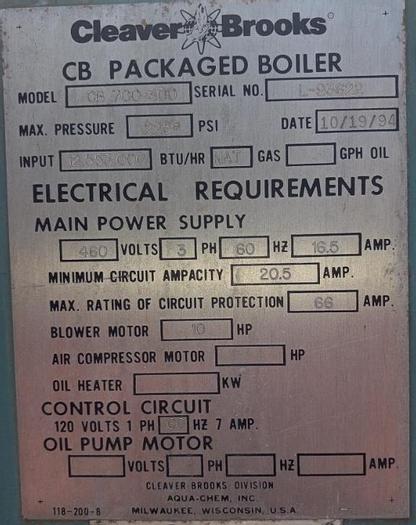 Cleaver Brooks
CB PACKAGED BOILER
MODEL CB 700-300 SERIAL NO. L-93622
MAX. PRESSURE PSI DATE 10/19/94
INPUT BTU/HR NAT GAS GPH OIL
ELECTRICAL REQUIREMENTS
MAIN POWER SUPPLY
460 VOLTS 3 PH 60 HZ 16.5 AMP.
MINIMUM CIRCUIT AMPACITY 20.5 AMP.
MAX. RATING OF CIRCUIT PROTECTION 66 AMP.
BLOWER MOTOR 10 HP
AIR COMPRESSOR MOTOR HP
OIL HEATER KW
CONTROL CIRCUIT
120 VOLTS 1 PH 60 HZ 7 AMP.
OIL PUMP MOTOR
VOLTS PH HZ AMP.
CLEAVER-BROOKS DIVISION
AQUA-CHEM, INC.
118-200-B MILWAUKEE, WISCONSIN, U.S.A.